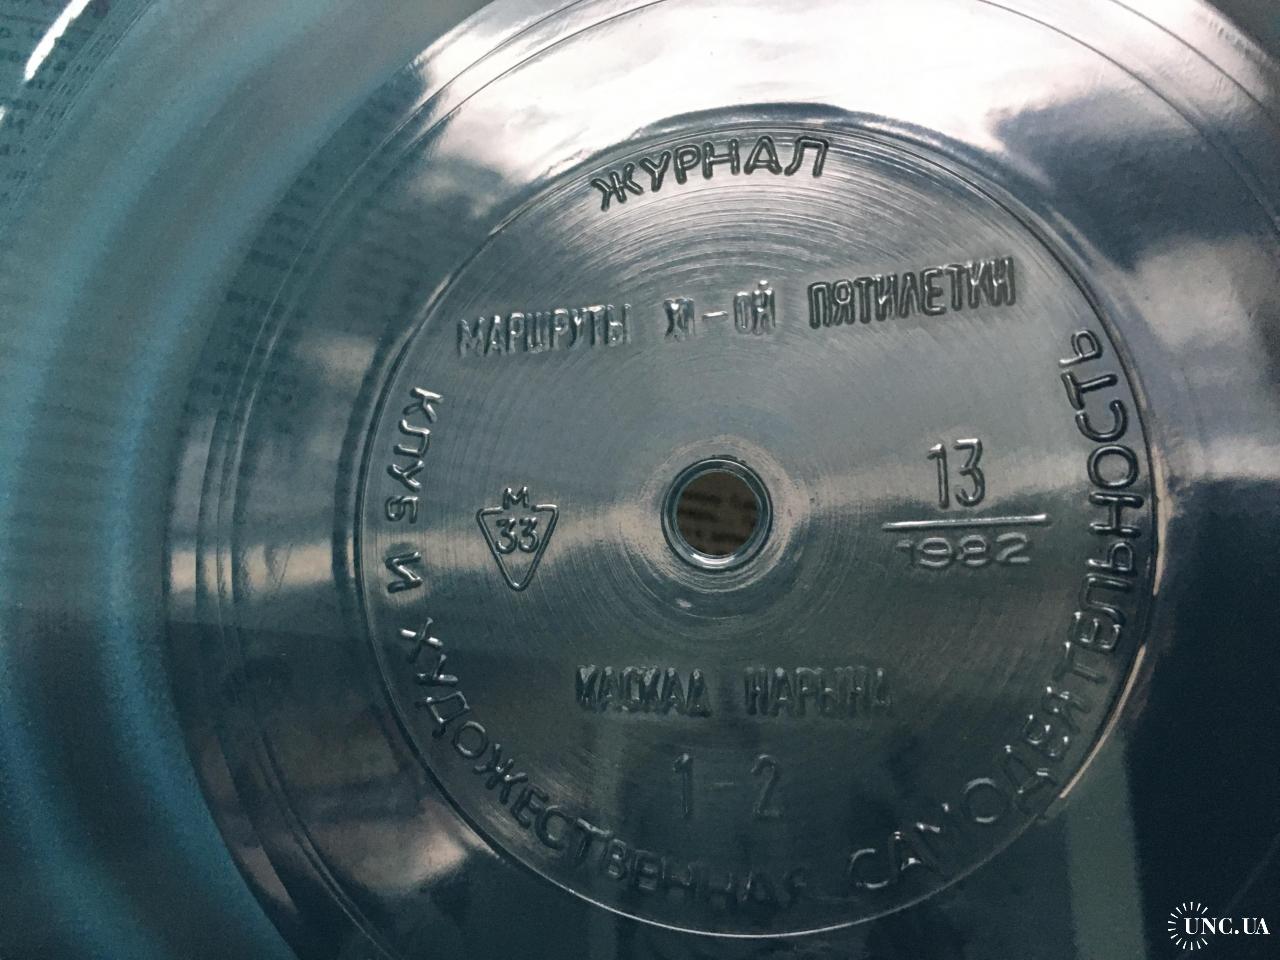 ЖУРНАЛ
МАРШРУТЫ XI-ОЙ ПЯТИЛЕТКИ
КЛУБ И ХУДОЖЕСТВЕННАЯ САМОДЕЯТЕЛЬНОСТЬ
М
33
13
1982
КАСКАД НАРЫНА
1-2
UNC.UA